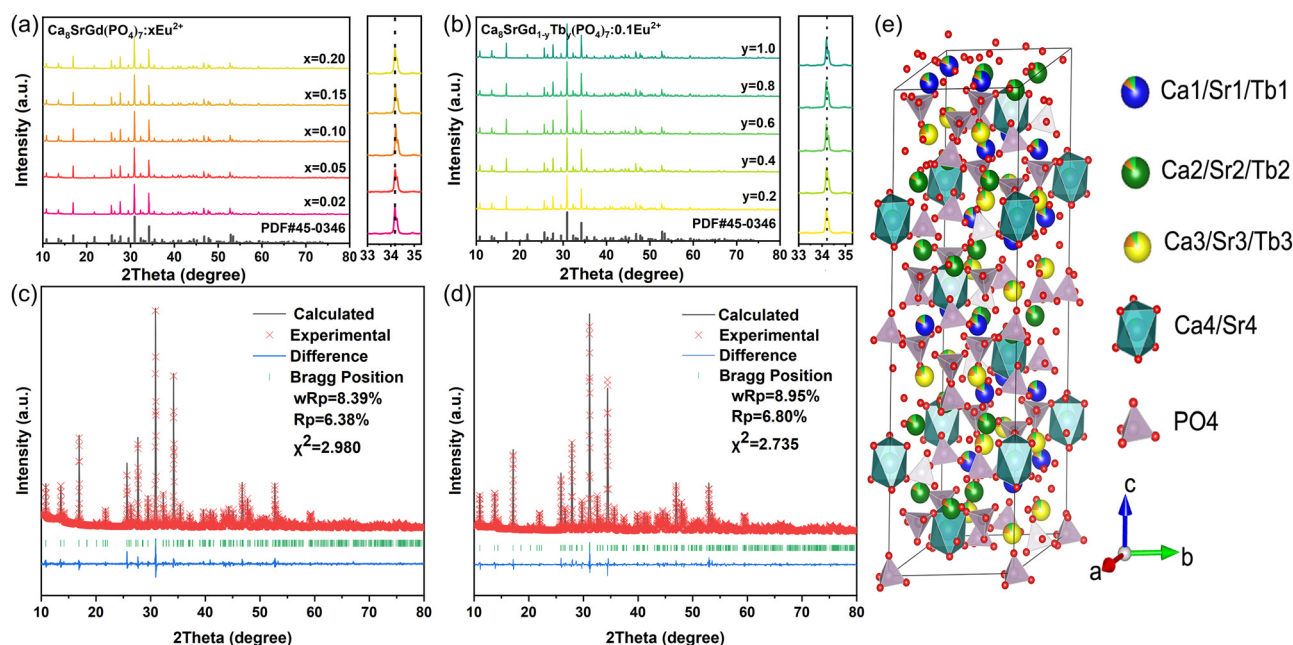 (a)
Ca₈SrGd(PO₄)₇:xEu²⁺
x=0.20
x=0.15
x=0.10
x=0.05
x=0.02
PDF#45-0346
Intensity (a.u.)
10 20 30 40 50 60 70 80
2Theta (degree)
33 34 35
(b)
Ca₈SrGd₁₋yTby(PO₄)₇:0.1Eu²⁺
y=1.0
y=0.8
y=0.6
y=0.4
y=0.2
PDF#45-0346
Intensity (a.u.)
10 20 30 40 50 60 70 80
2Theta (degree)
33 34 35
(c)
Calculated
Experimental
Difference
Bragg Position
wRp=8.39%
Rp=6.38%
χ²=2.980
Intensity (a.u.)
10 20 30 40 50 60 70 80
2Theta (degree)
(d)
Calculated
Experimental
Difference
Bragg Position
wRp=8.95%
Rp=6.80%
χ²=2.735
Intensity (a.u.)
10 20 30 40 50 60 70 80
2Theta (degree)
(e)
Ca1/Sr1/Tb1
Ca2/Sr2/Tb2
Ca3/Sr3/Tb3
Ca4/Sr4
PO4
c
a
b